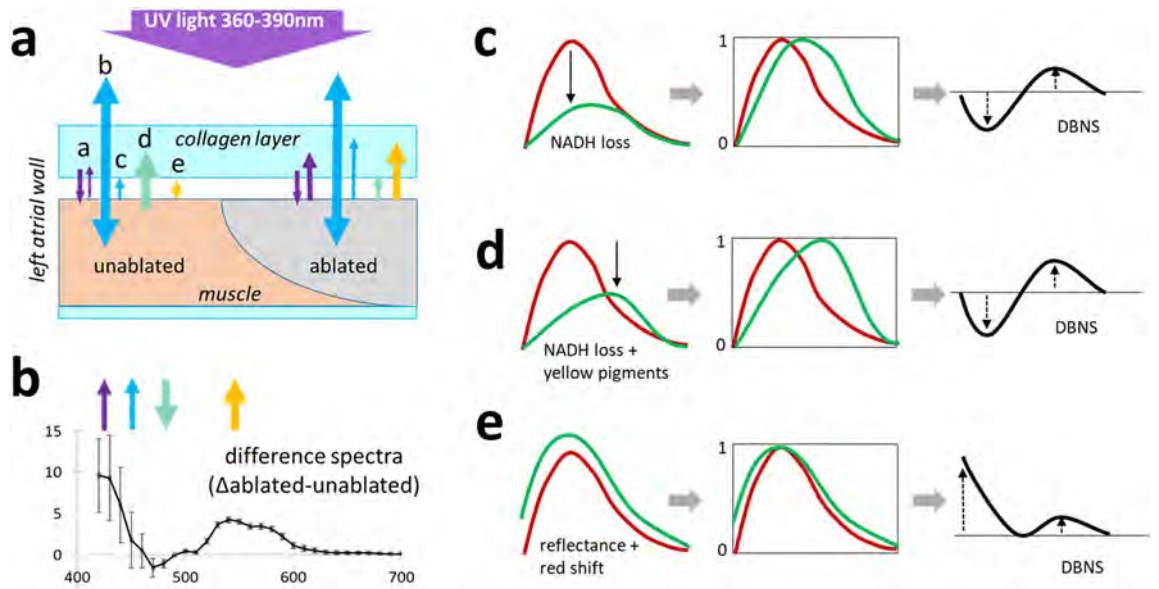 a
UV light 360-390nm
b
collagen layer
a
c
d
e
left atrial wall
unablated
ablated
muscle
b
15
10
5
0
400
500
600
700
difference spectra
(Δablated-unablated)
c
NADH loss
1
0
DBNS
d
NADH loss +
yellow pigments
1
0
DBNS
e
reflectance +
red shift
1
0
DBNS